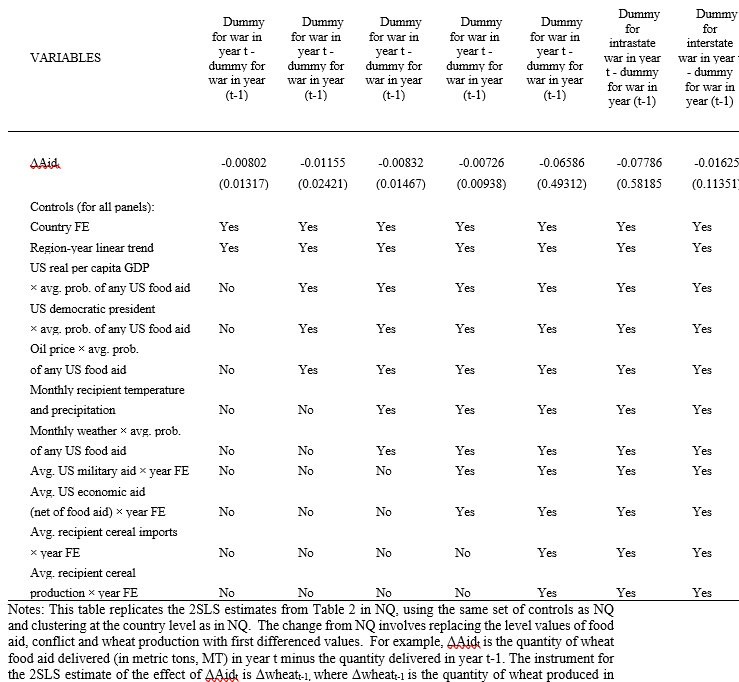 VARIABLES
Dummy for war in year t - dummy for war in year (t-1)
Dummy for war in year t - dummy for war in year (t-1)
Dummy for war in year t - dummy for war in year (t-1)
Dummy for war in year t - dummy for war in year (t-1)
Dummy for war in year t - dummy for war in year (t-1)
Dummy for intrastate war in year t - dummy for war in year (t-1)
Dummy for interstate war in year - dummy for war in year (t-1)
ΔAidₜ -0.00802 -0.01155 -0.00832 -0.00726 -0.06586 -0.07786 -0.01625
(0.01317) (0.02421) (0.01467) (0.00938) (0.49312) (0.58185 (0.11351)
Controls (for all panels):
Country FE Yes Yes Yes Yes Yes Yes Yes
Region-year linear trend Yes Yes Yes Yes Yes Yes Yes
US real per capita GDP
× avg. prob. of any US food aid No Yes Yes Yes Yes Yes Yes
US democratic president
× avg. prob. of any US food aid No Yes Yes Yes Yes Yes Yes
Oil price × avg. prob.
of any US food aid No Yes Yes Yes Yes Yes Yes
Monthly recipient temperature
and precipitation No No Yes Yes Yes Yes Yes
Monthly weather × avg. prob.
of any US food aid No No Yes Yes Yes Yes Yes
Avg. US military aid × year FE No No No Yes Yes Yes Yes
Avg. US economic aid
(net of food aid) × year FE No No No Yes Yes Yes Yes
Avg. recipient cereal imports
× year FE No No No No Yes Yes Yes
Avg. recipient cereal
production × year FE No No No No Yes Yes Yes
Notes: This table replicates the 2SLS estimates from Table 2 in NQ, using the same set of controls as NQ
and clustering at the country level as in NQ. The change from NQ involves replacing the level values of food
aid, conflict and wheat production with first differenced values. For example, ΔAidₜ is the quantity of wheat
food aid delivered (in metric tons, MT) in year t minus the quantity delivered in year t-1. The instrument for
the 2SLS estimate of the effect of ΔAidₜ is Δwheatₜ₋₁, where Δwheatₜ₋₁ is the quantity of wheat produced in